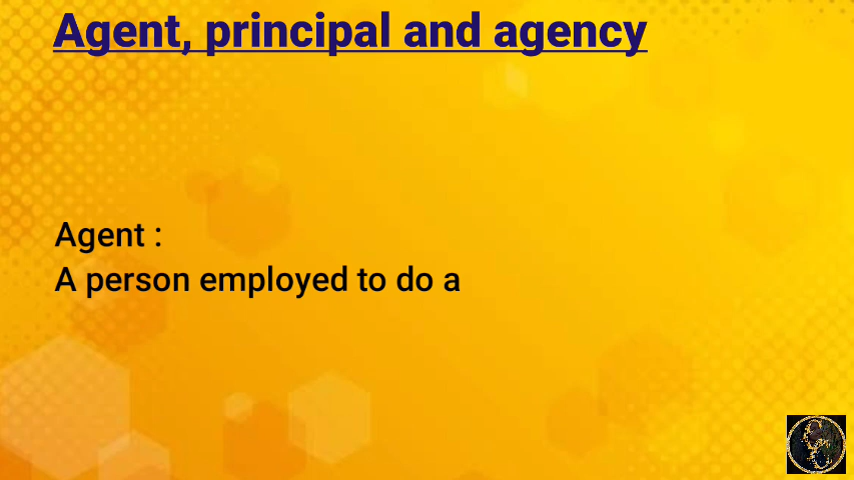 Agent, principal and agency
Agent :
A person employed to do a